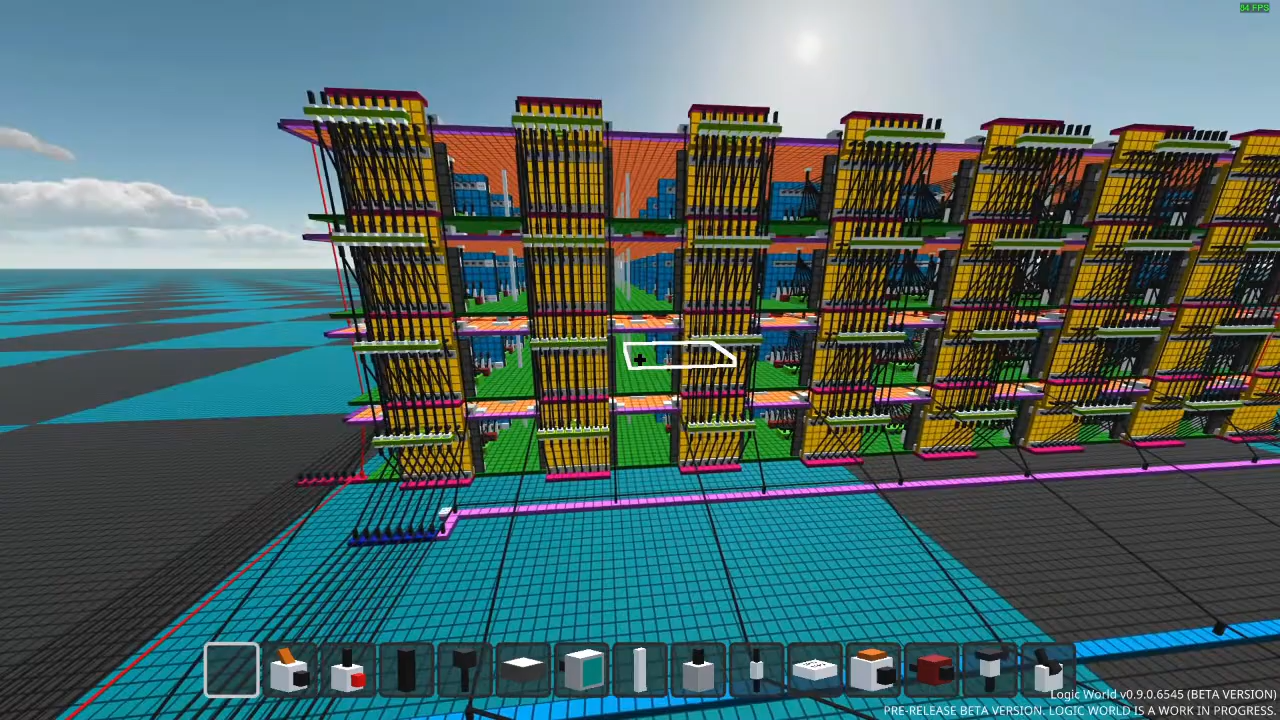 84 FPS
Logic World v0.9.0.6545 (BETA VERSION)
PRE-RELEASE BETA VERSION. LOGIC WORLD IS A WORK IN PROGRESS.